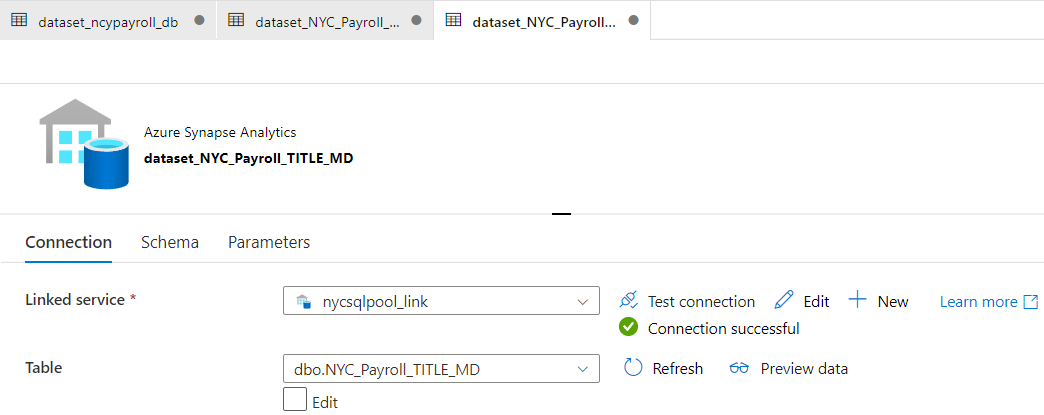 dataset_ncypayroll_db dataset_NYC_Payroll_... dataset_NYC_Payroll...
Azure Synapse Analytics
dataset_NYC_Payroll_TITLE_MD
Connection Schema Parameters
Linked service * nycsqlpool_link Test connection Edit New Learn more
Connection successful
Table dbo.NYC_Payroll_TITLE_MD Refresh Preview data
Edit